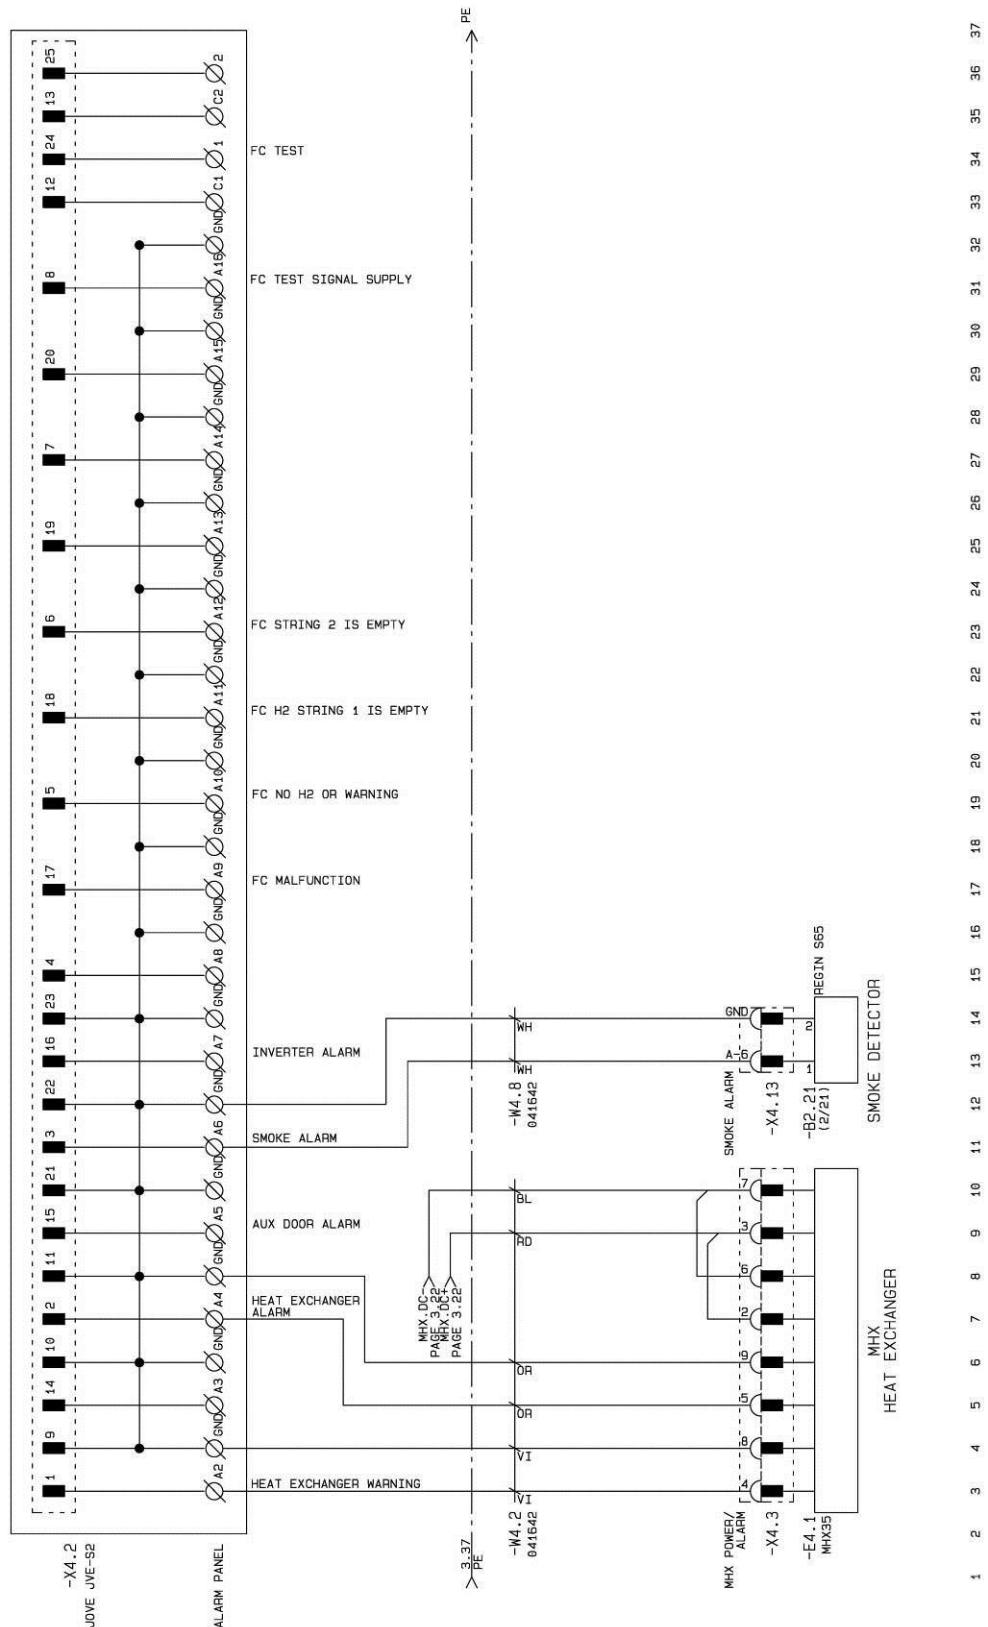 PE
37
25
2
36
13
C2
35
24
1
FC TEST
34
12
C1
33
GND
32
8
A16
FC TEST SIGNAL SUPPLY
31
GND
30
20
A15
29
GND
28
7
A14
27
GND
26
19
A13
25
GND
24
6
A12
FC STRING 2 IS EMPTY
23
GND
22
18
A11
FC H2 STRING 1 IS EMPTY
21
GND
20
5
A10
FC NO H2 OR WARNING
19
GND
18
17
A9
FC MALFUNCTION
17
GND
16
4
A8
15
23
GND
WH
GND
2
REGIN S65
14
16
A7
INVERTER ALARM
WH
A-6
1
13
22
GND
-W4.8
041642
SMOKE ALARM
-X4.13
-B2.21
(2/21)
SMOKE DETECTOR
12
3
A6
SMOKE ALARM
11
21
GND
BL
7
10
15
A5
AUX DOOR ALARM
RD
3
9
11
GND
6
8
MHX.DC-
PAGE 3.22
MHX.DC+
PAGE 3.22
2
A4
HEAT EXCHANGER
ALARM
2
7
10
GND
OR
9
6
MHX
HEAT EXCHANGER
14
A3
OR
5
5
9
GND
VI
8
4
1
A2
HEAT EXCHANGER WARNING
VI
4
3
-W4.2
041642
MHX POWER/
ALARM
-X4.3
-E4.1
MHX35
2
-X4.2
JOVE JVE-S2
ALARM PANEL
3.37
PE
1